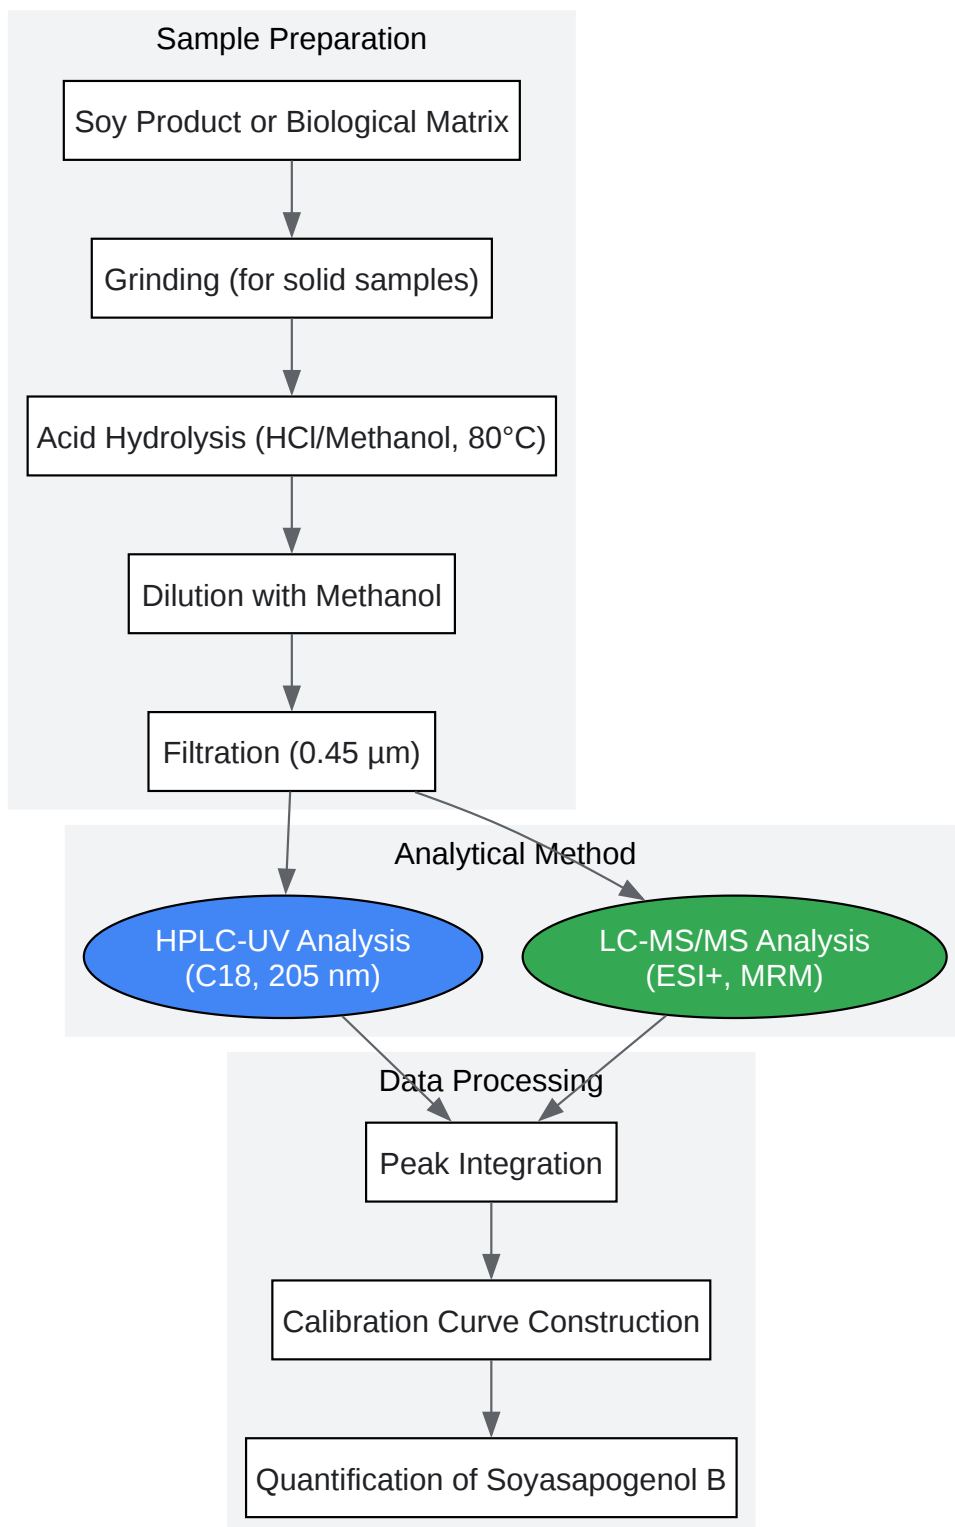 Sample Preparation
Soy Product or Biological Matrix
Grinding (for solid samples)
Acid Hydrolysis (HCl/Methanol, 80°C)
Dilution with Methanol
Filtration (0.45 µm)
Analytical Method
HPLC-UV Analysis
(C18, 205 nm)
LC-MS/MS Analysis
(ESI+, MRM)
Data Processing
Peak Integration
Calibration Curve Construction
Quantification of Soyasapogenol B